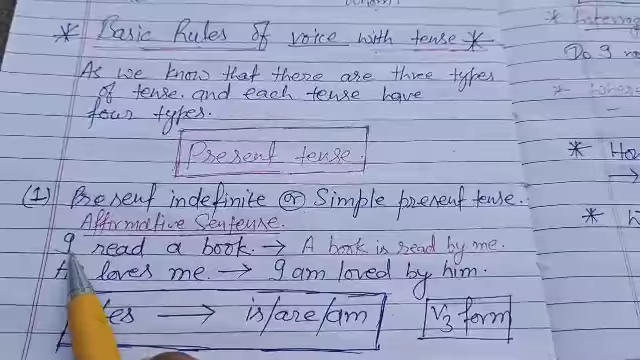 * Basic Rules of voice with tense *
As we know that there are three types
of tense. and each tense have
four types.
Present tense.
(1) Present indefinite or Simple present tense.
Affirmative Sentense.
I read a book. → A book is read by me.
loves me. → I am loved by him.
→ is/are/am
V3 form
* Interrog
Do I
*
* Ho
→
* h